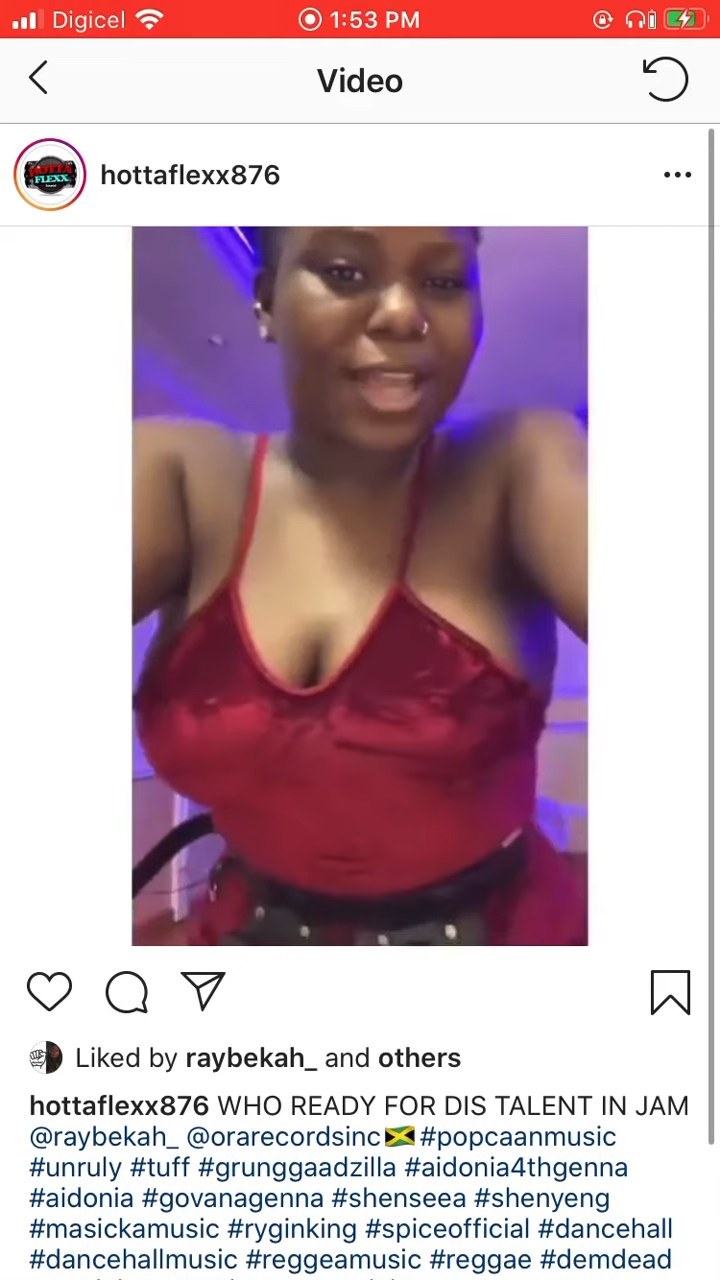 Digicel 1:53 PM
Video
HOTTA
FLEXX
hottaflexx876
Liked by raybekah_ and others
hottaflexx876 WHO READY FOR DIS TALENT IN JAM
@raybekah_ @orarecordsinc🇯🇲 #popcaanmusic
#unruly #tuff #grunggaadzilla #aidonia4thgenna
#aidonia #govanagenna #shenseea #shenyeng
#masickamusic #ryginking #spiceofficial #dancehall
#dancehallmusic #reggeamusic #reggae #demdead